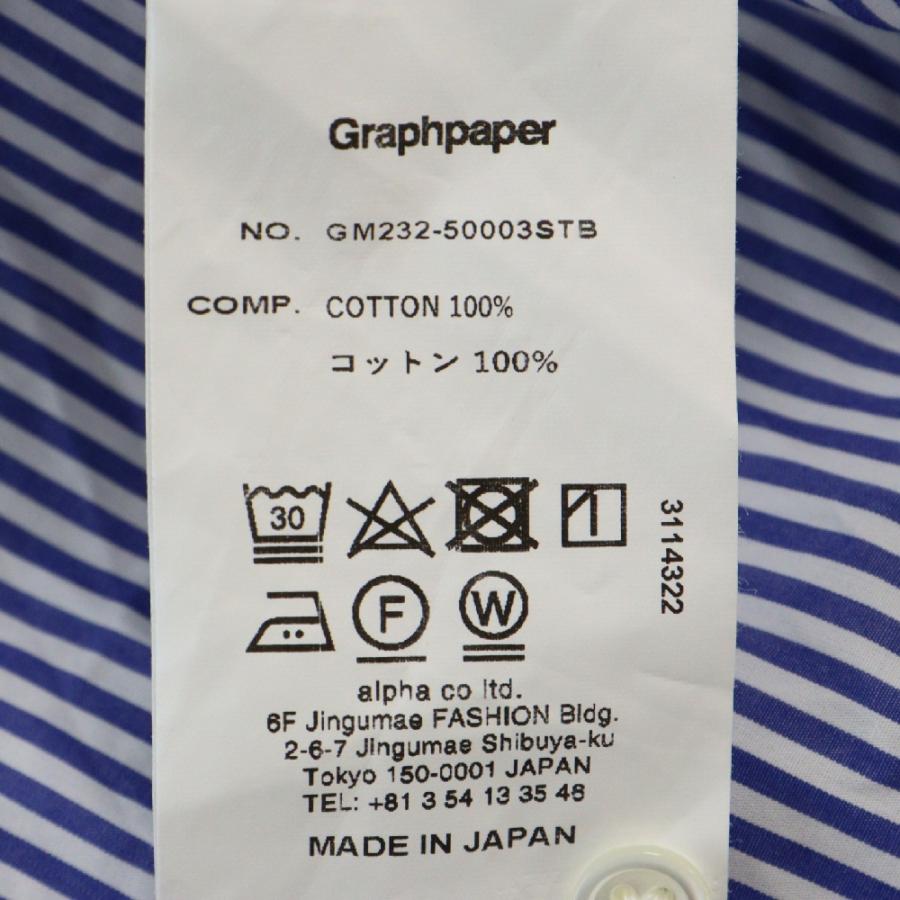 Graphpaper
NO. GM232-50003STB
COMP. COTTON 100%
コットン 100%
30
3114322
F W
alpha co ltd.
6F Jingumae FASHION Bldg.
2-6-7 Jingumae Shibuya-ku
Tokyo 150-0001 JAPAN
TEL: +81 3 54 13 35 48
MADE IN JAPAN